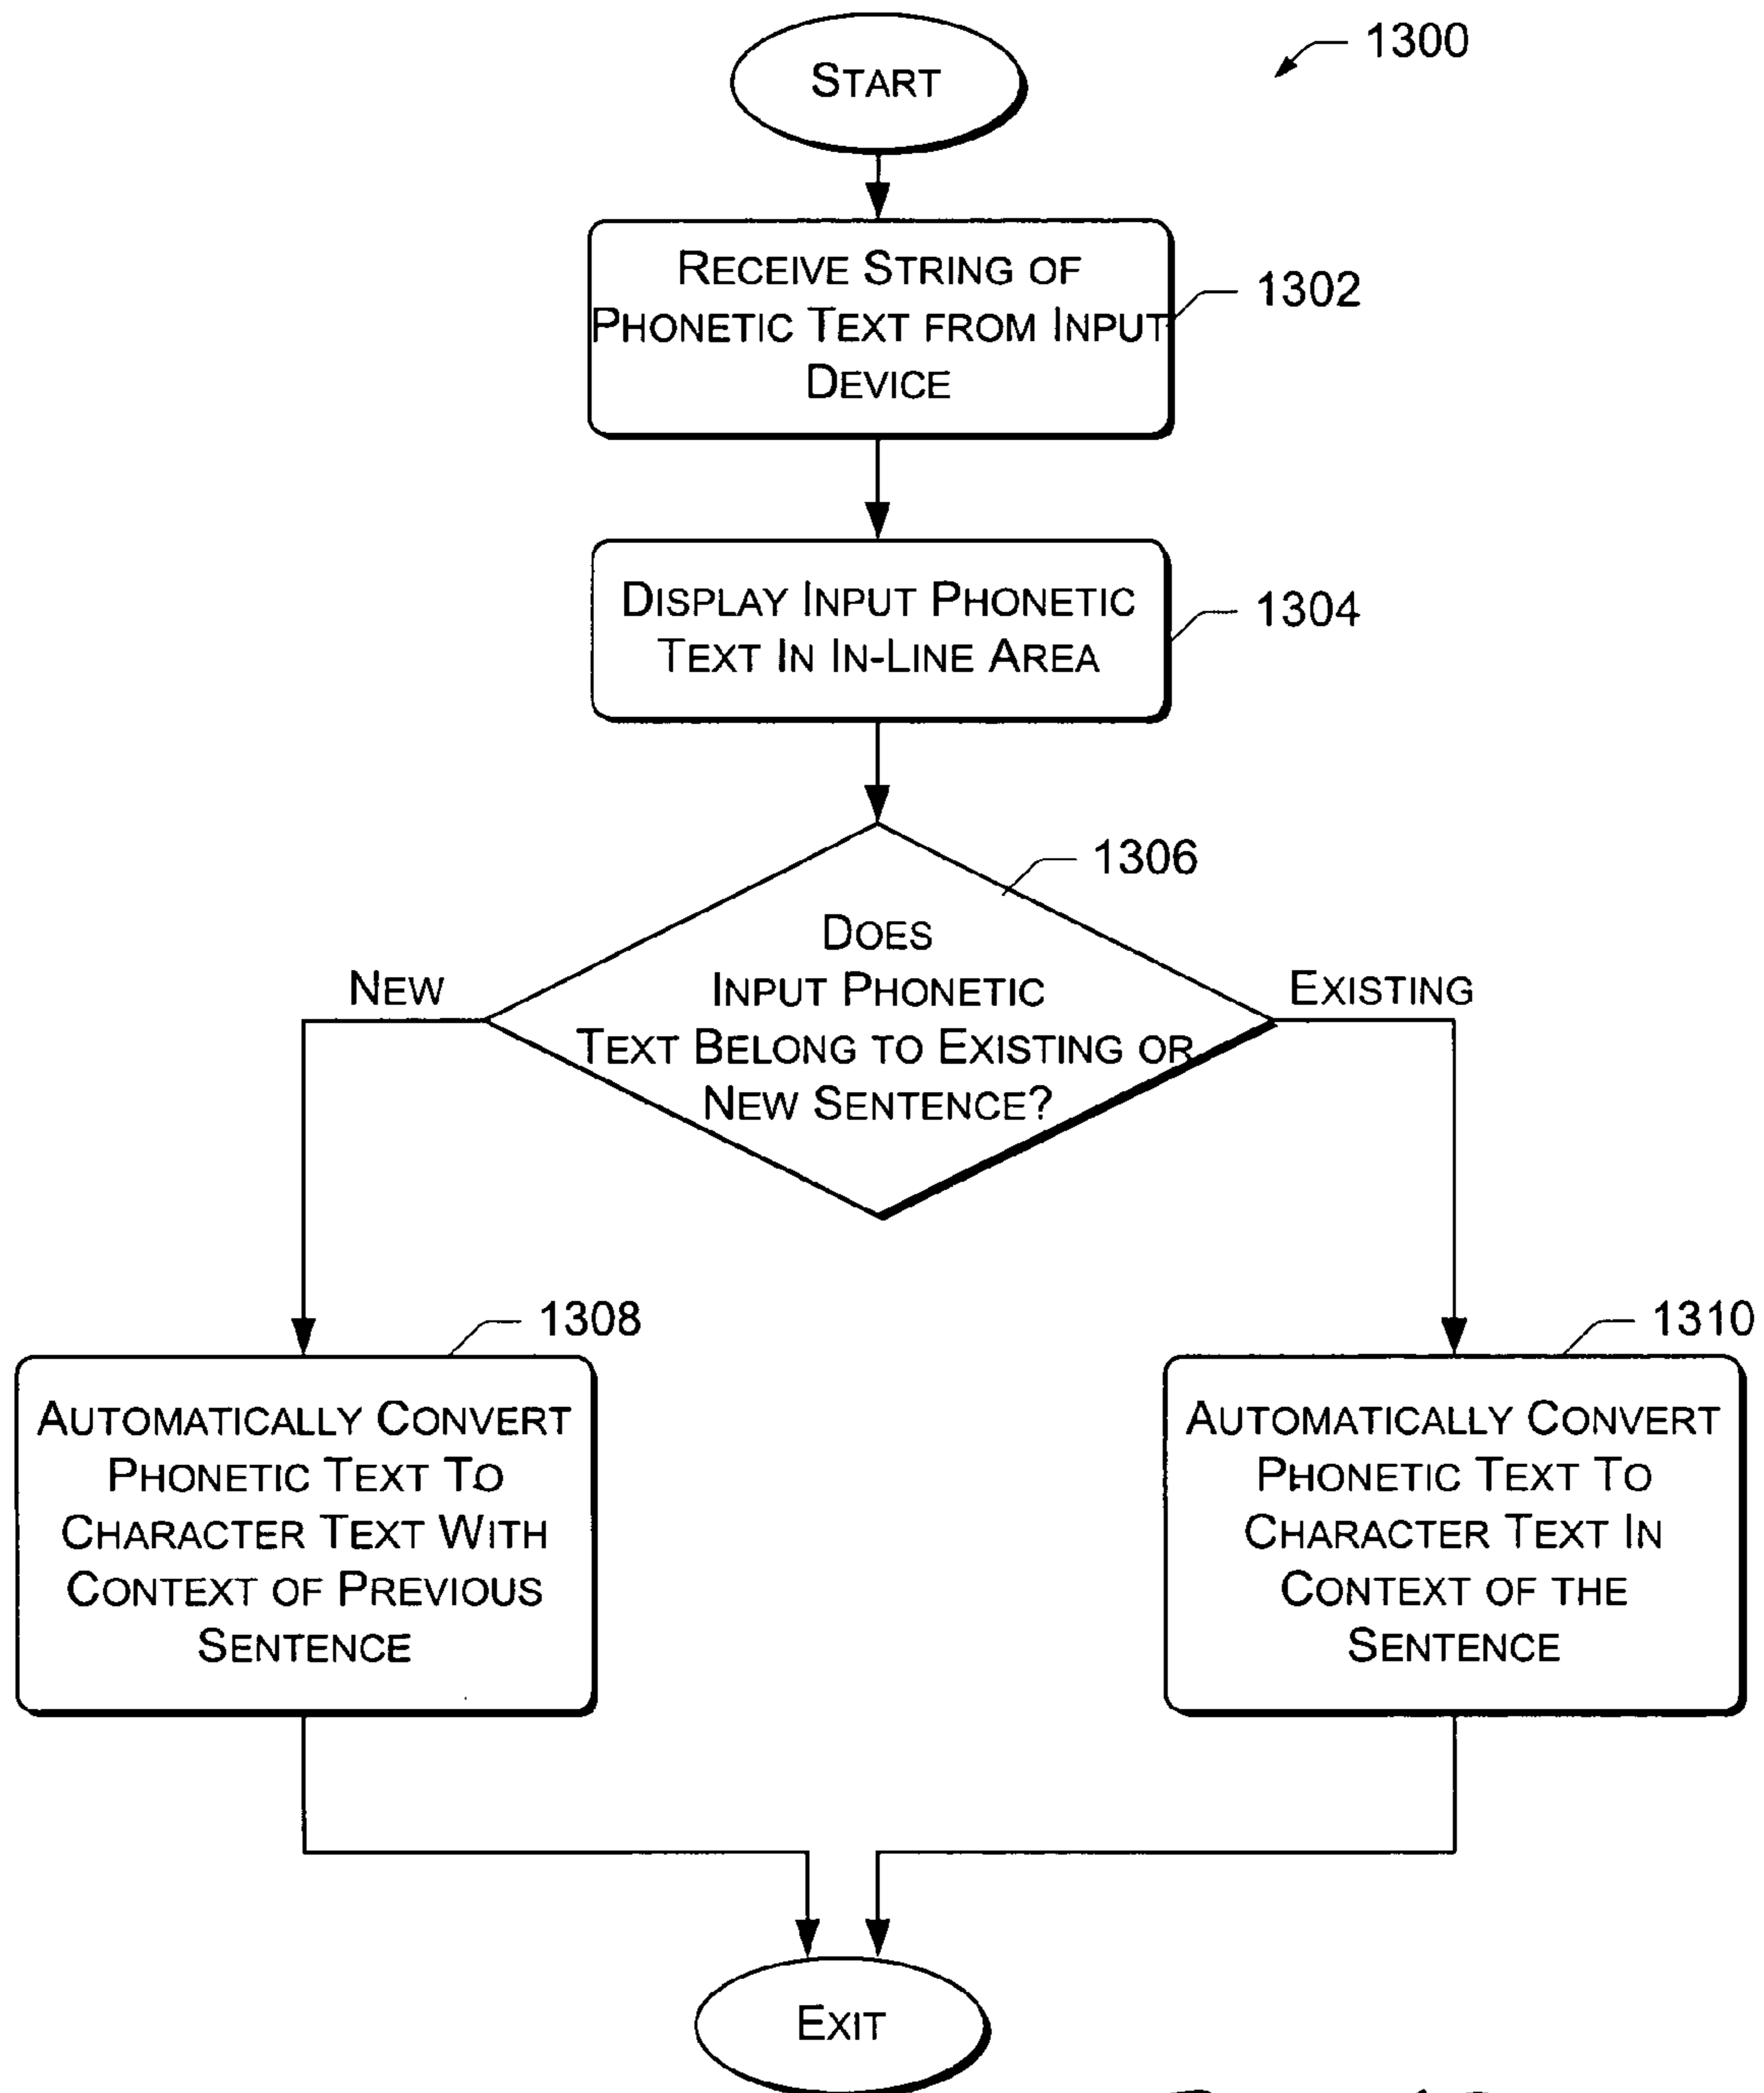 START
1300
RECEIVE STRING OF
PHONETIC TEXT FROM INPUT
DEVICE
1302
DISPLAY INPUT PHONETIC
TEXT IN IN-LINE AREA
1304
1306
DOES
INPUT PHONETIC
TEXT BELONG TO EXISTING OR
NEW SENTENCE?
NEW
EXISTING
1308
AUTOMATICALLY CONVERT
PHONETIC TEXT TO
CHARACTER TEXT WITH
CONTEXT OF PREVIOUS
SENTENCE
1310
AUTOMATICALLY CONVERT
PHONETIC TEXT TO
CHARACTER TEXT IN
CONTEXT OF THE
SENTENCE
EXIT